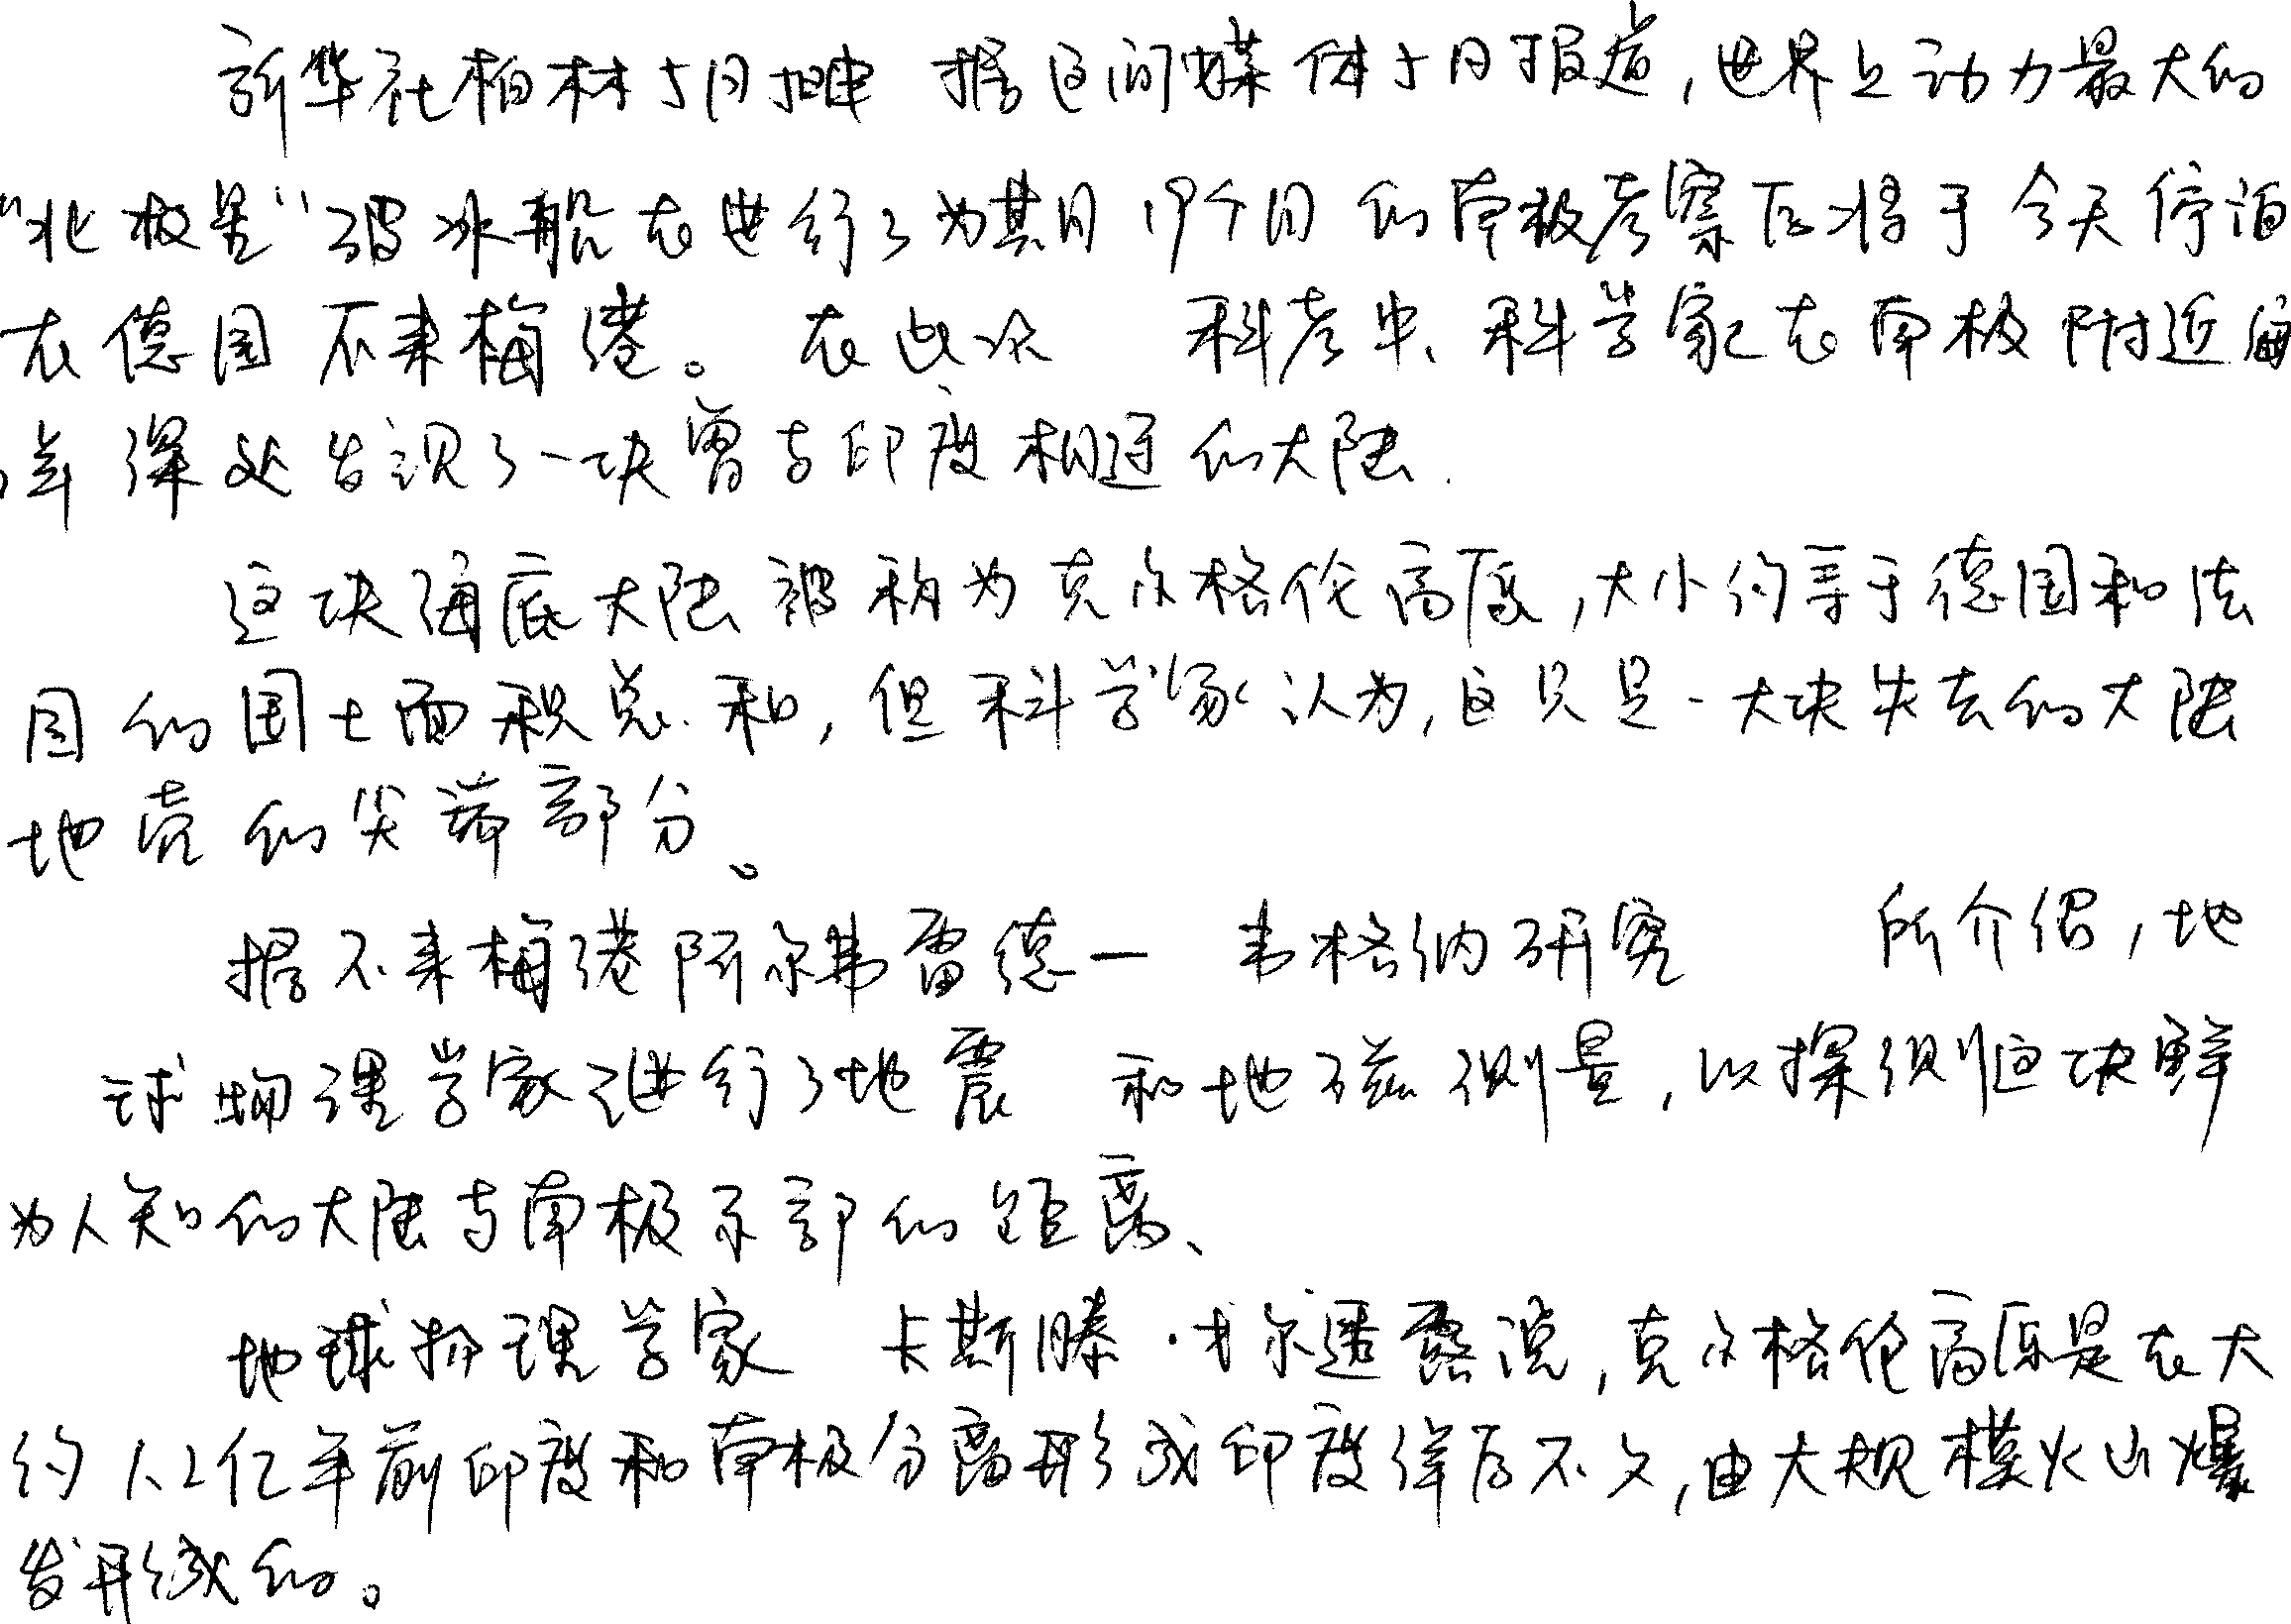 新华社柏林5月电 据这间媒体5月报道,世界上动力最大的
"北极星"破冰船在进行了为其月19个月的南极考察后将于今天停泊
在德国不来梅港。在此次 科考中、科学家在南极附近海
洋深处发现了一块曾与印度相连的大陆.
这块海底大陆被称为克尔格伦高原,大小约等于德国和法
国的国土面积总和,但科学家认为,这只是一大块失去的大陆
地壳的尖端部分。
据不来梅港阿尔弗雷德一 韦格纳研究 所介绍,地
球物理学家进行了地震 和地磁测量,以探测这块鲜
为人知的大陆与南极东部的距离、
地球物理学家 卡斯滕·戈尔透露说,克尔格伦高原是在大
约1.2亿年前印度和南极分离形成印度洋后不久,由大规模火山爆
发形成的。